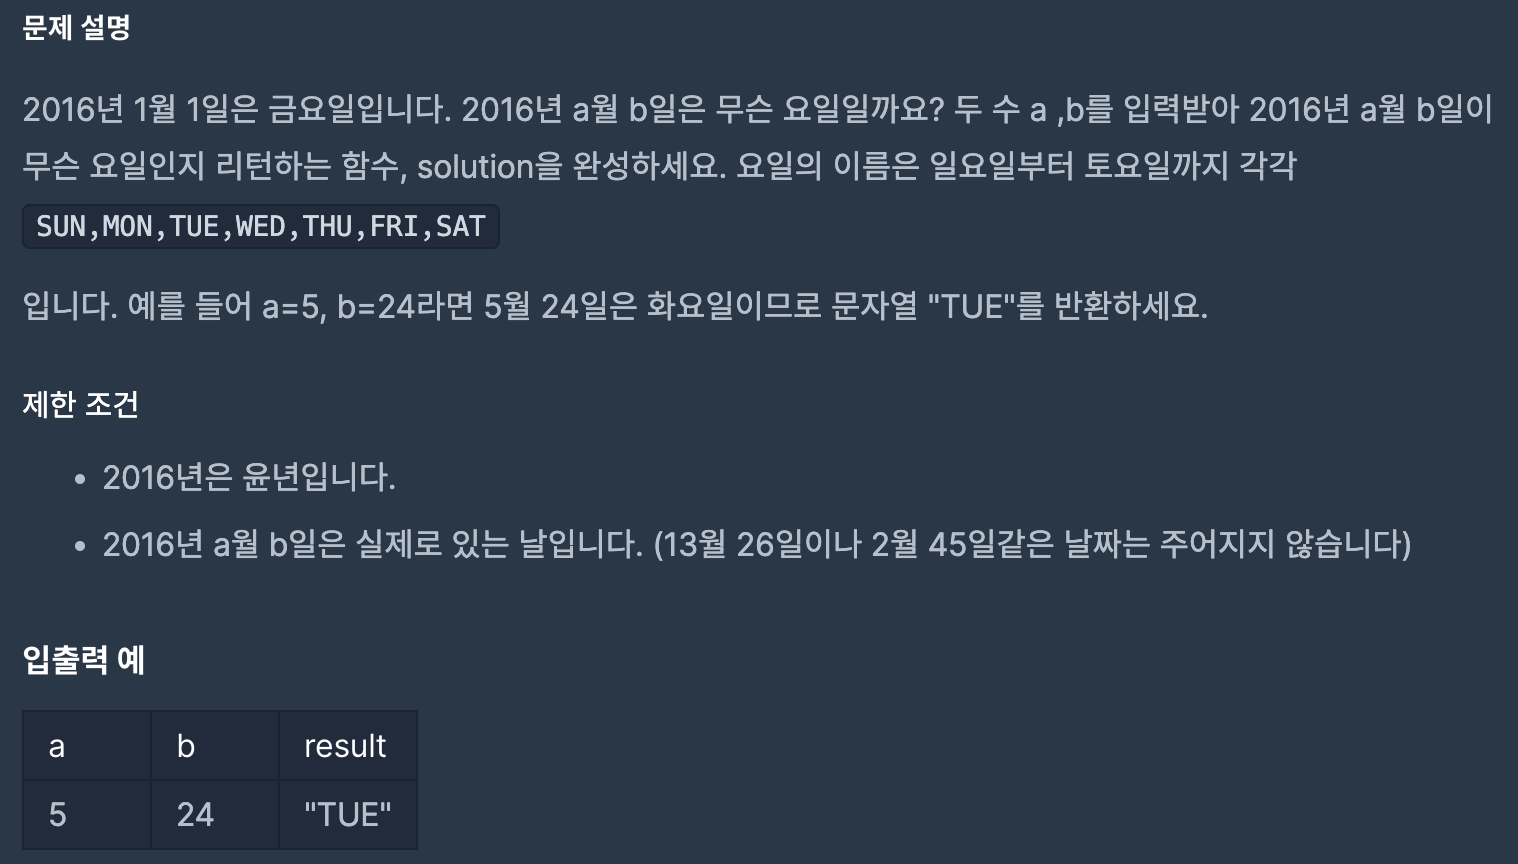 문제 설명
2016년 1월 1일은 금요일입니다. 2016년 a월 b일은 무슨 요일일까요? 두 수 a ,b를 입력받아 2016년 a월 b일이
무슨 요일인지 리턴하는 함수, solution을 완성하세요. 요일의 이름은 일요일부터 토요일까지 각각
SUN,MON,TUE,WED,THU,FRI,SAT
입니다. 예를 들어 a=5, b=24라면 5월 24일은 화요일이므로 문자열 "TUE"를 반환하세요.
제한 조건
• 2016년은 윤년입니다.
• 2016년 a월 b일은 실제로 있는 날입니다. (13월 26일이나 2월 45일같은 날짜는 주어지지 않습니다)
입출력 예
a b result
5 24 "TUE"